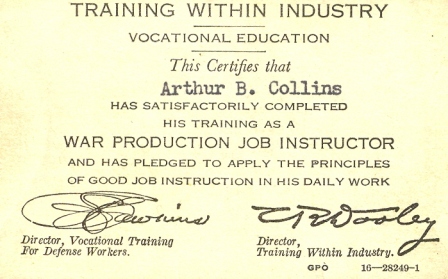 TRAINING WITHIN INDUSTRY
VOCATIONAL EDUCATION
This Certifies that
Arthur B. Collins
HAS SATISFACTORILY COMPLETED
HIS TRAINING AS A
WAR PRODUCTION JOB INSTRUCTOR
AND HAS PLEDGED TO APPLY THE PRINCIPLES
OF GOOD JOB INSTRUCTION IN HIS DAILY WORK
CR Dooley
Director, Vocational Training
For Defense Workers.
Director,
Training Within Industry.
GPO 16—28249-1